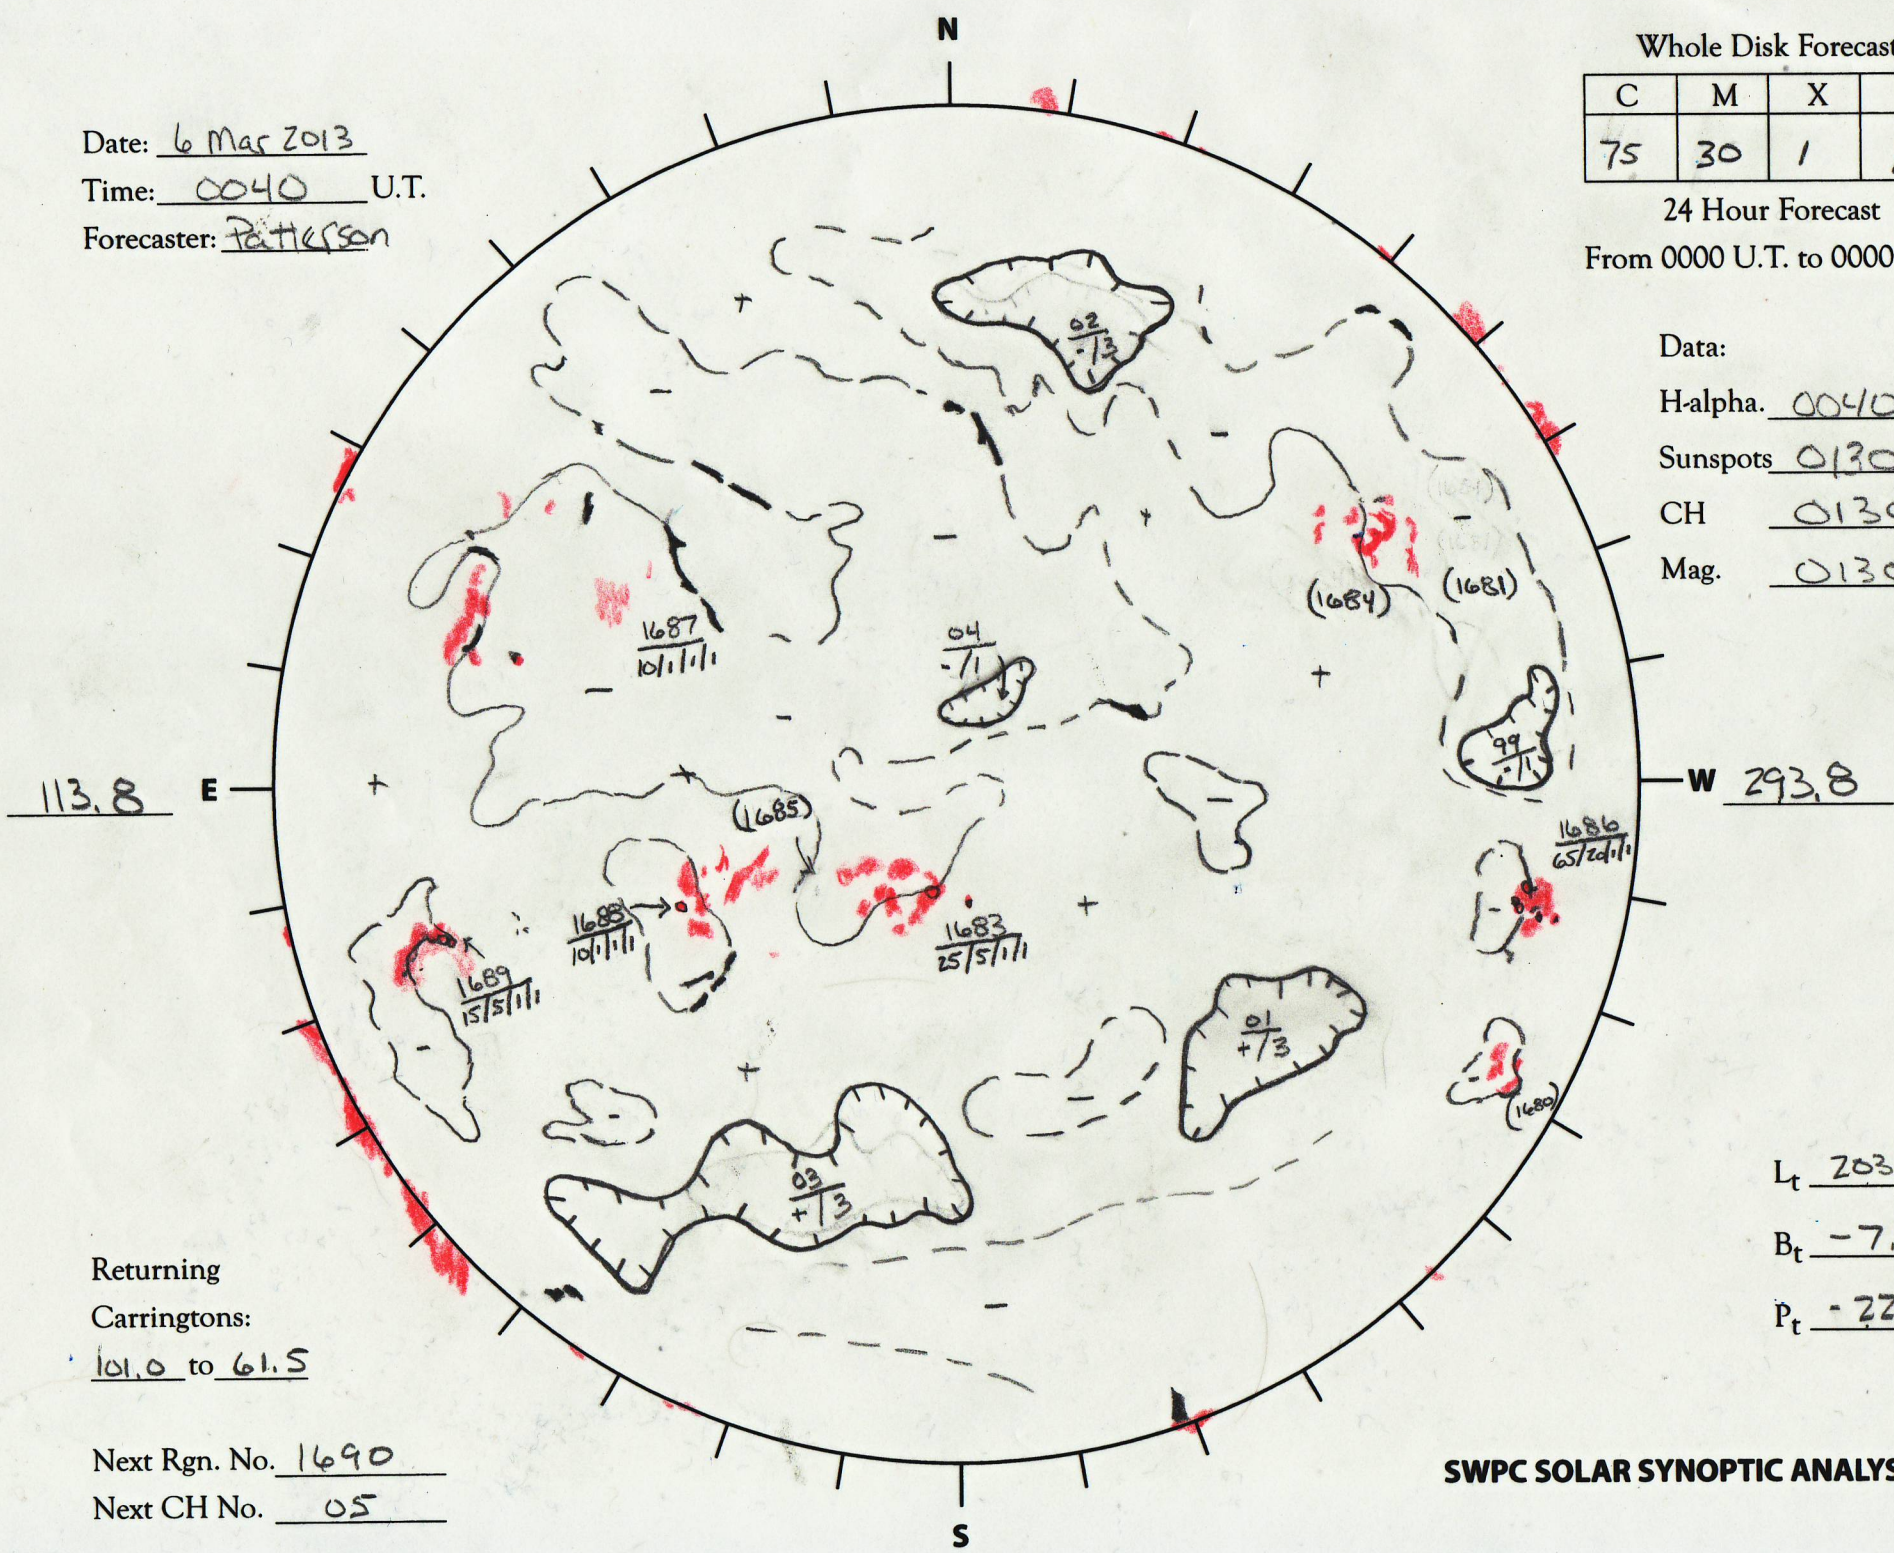 N
Whole Disk Forecast
C M X
75 30 1
24 Hour Forecast
From 0000 U.T. to 0000
Date: 6 Mar 2013
Time: 0040 U.T.
Forecaster: Patterson
Data:
H-alpha. 0040
Sunspots 0130
CH 0130
Mag. 0130
02
-/3
1
+
-
-
+
-
-
(1681)
(1684)
(1681)
1687
10/1/1/1
04
-/1
-
-
+
99
-/1
113.8 E
+
W 293.8
-
(1685)
1686
65/20/1/1
1688
10/1/1/1
1683
25/5/1/1
+
-
1689
15/5/1/1
01
+/3
-
+
-
-
-
(1680)
03
+/3
-
Lt 203
Bt -7.
Pt -22
Returning
Carringtons:
101.0 to 61.5
Next Rgn. No. 1690
Next CH No. 05
SWPC SOLAR SYNOPTIC ANALYS
S